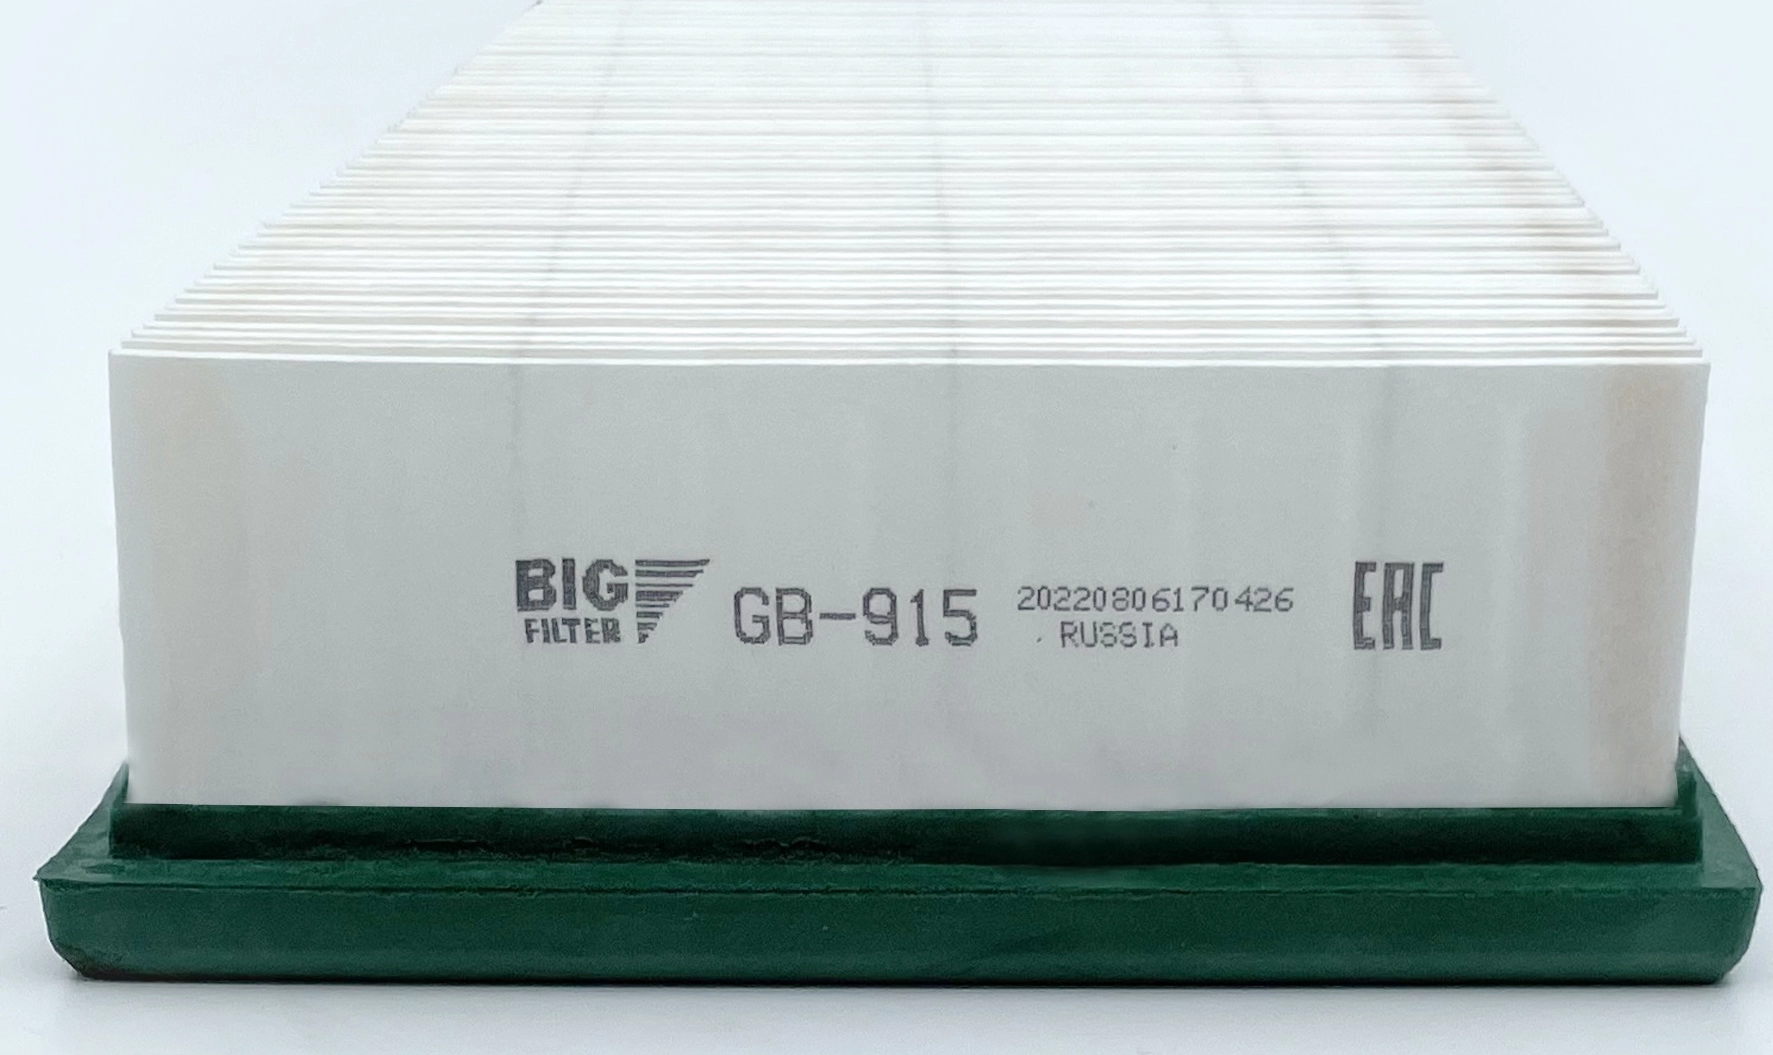 BIG
FILTER
GB-915
20220806170426
RUSSIA
EAC